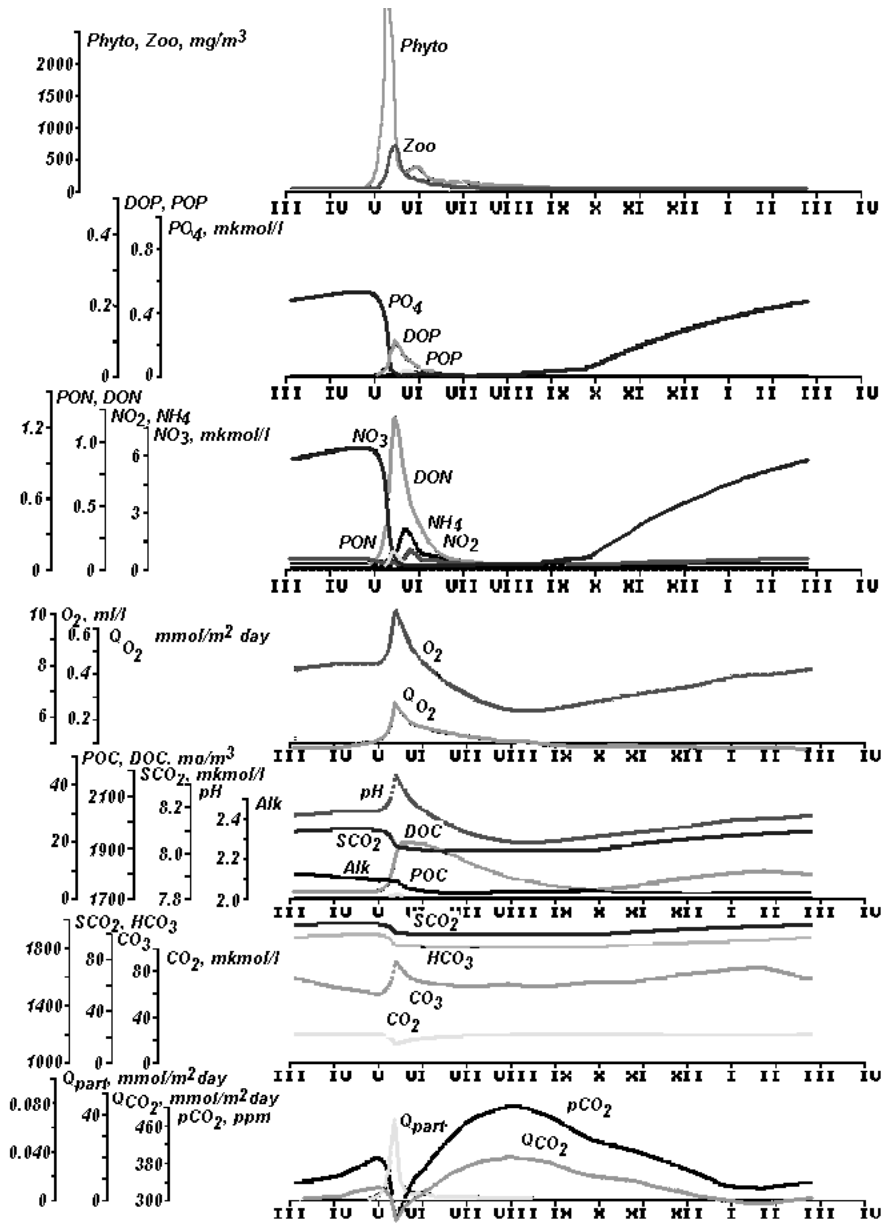 Phyto, Zoo, mg/m3
2500
2000
1500
1000
500
0
Phyto
Zoo
III IV V VI VII VIII IX X XI XII I II III IV
DOP, POP
PO4, mkmol/l
0.4
0.2
0
0.8
0.4
0
PO4
DOP
POP
III IV V VI VII VIII IX X XI XII I II III IV
PON, DON
NO2, NH4
NO3, mkmol/l
1.2
0.6
0
1.0
0.5
0
6
3
0
NO3
DON
NH4
NO2
PON
III IV V VI VII VIII IX X XI XII I II III IV
O2, ml/l
QO2 mmol/m2 day
10
8
6
0.6
0.4
0.2
O2
QO2
III IV V VI VII VIII IX X XI XII I II III IV
POC, DOC, mg/m3
SCO2, mkmol/l
pH
Alk
40
20
0
2100
1900
1700
8.2
8.0
7.8
2.4
2.2
2.0
pH
SCO2
DOC
Alk
POC
III IV V VI VII VIII IX X XI XII I II III IV
SCO2, HCO3
CO3
CO2, mkmol/l
1800
1400
1000
80
40
0
80
40
0
SCO2
HCO3
CO3
CO2
III IV V VI VII VIII IX X XI XII I II III IV
Qpart, mmol/m2day
QCO2, mmol/m2day
pCO2, ppm
0.080
0.040
0
40
0
460
380
300
Qpart
pCO2
QCO2
III IV V VI VII VIII IX X XI XII I II III IV